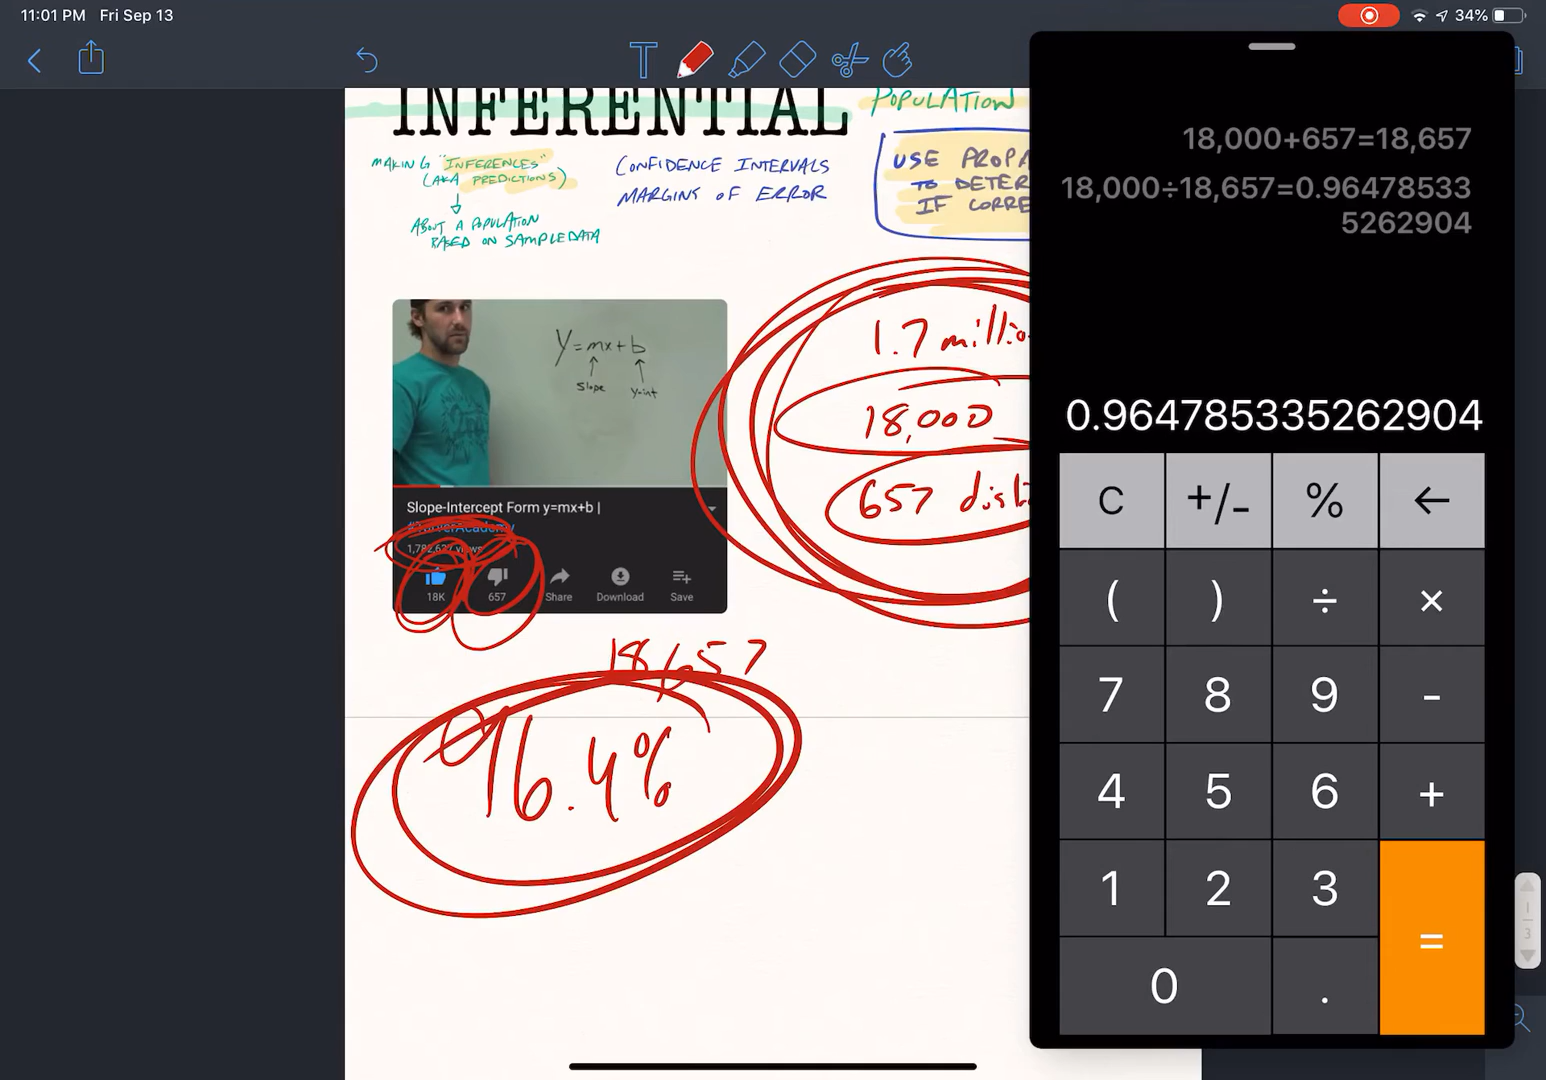 11:01 PM Fri Sep 13
34%
T
INFERENTIAL
POPULATION
MAKING "INFERENCES"
(AKA PREDICTIONS)
ABOUT A POPULATION
BASED ON SAMPLE DATA
CONFIDENCE INTERVALS
MARGINS OF ERROR
USE
TO DETER
IF CORRE
y=mx+b
slope
y-int
Slope-Intercept Form y=mx+b |
18K
657
Share
Download
Save
1.7 millio
18,000
657
18,657
96.4%
18,000+657=18,657
18,000÷18,657=0.96478533
5262904
0.964785335262904
C +/- % ←
( ) ÷ ×
7 8 9 -
4 5 6 +
1 2 3
0 . =
1
3